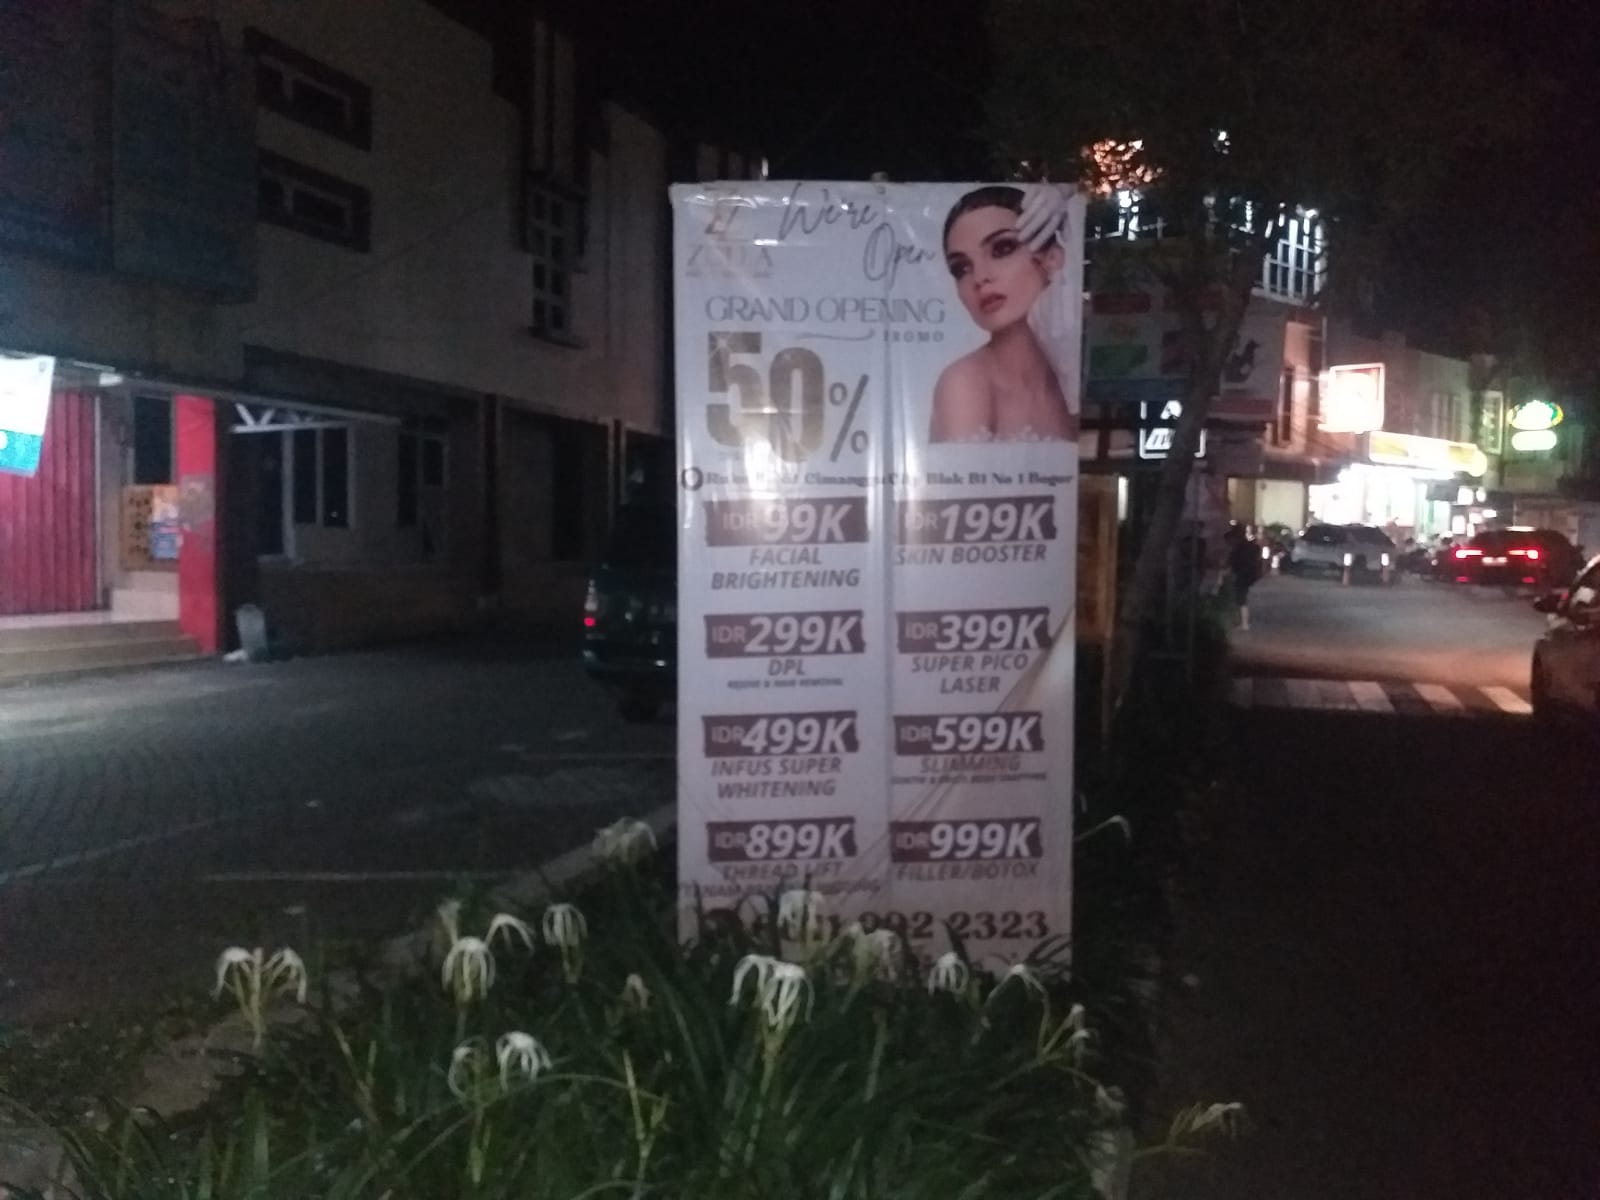 We're
Open
GRAND OPENING
PROMO
50%
Cimanggu City Blok B1 No 1 Bogor
IDR 99K
FACIAL
BRIGHTENING
IDR 199K
SKIN BOOSTER
IDR 299K
DPL
IDR 399K
SUPER PICO
LASER
IDR 499K
INFUS SUPER
WHITENING
IDR 599K
SLIMMING
IDR 899K
THREAD LIFT
IDR 999K
FILLER/BOTOX
2323